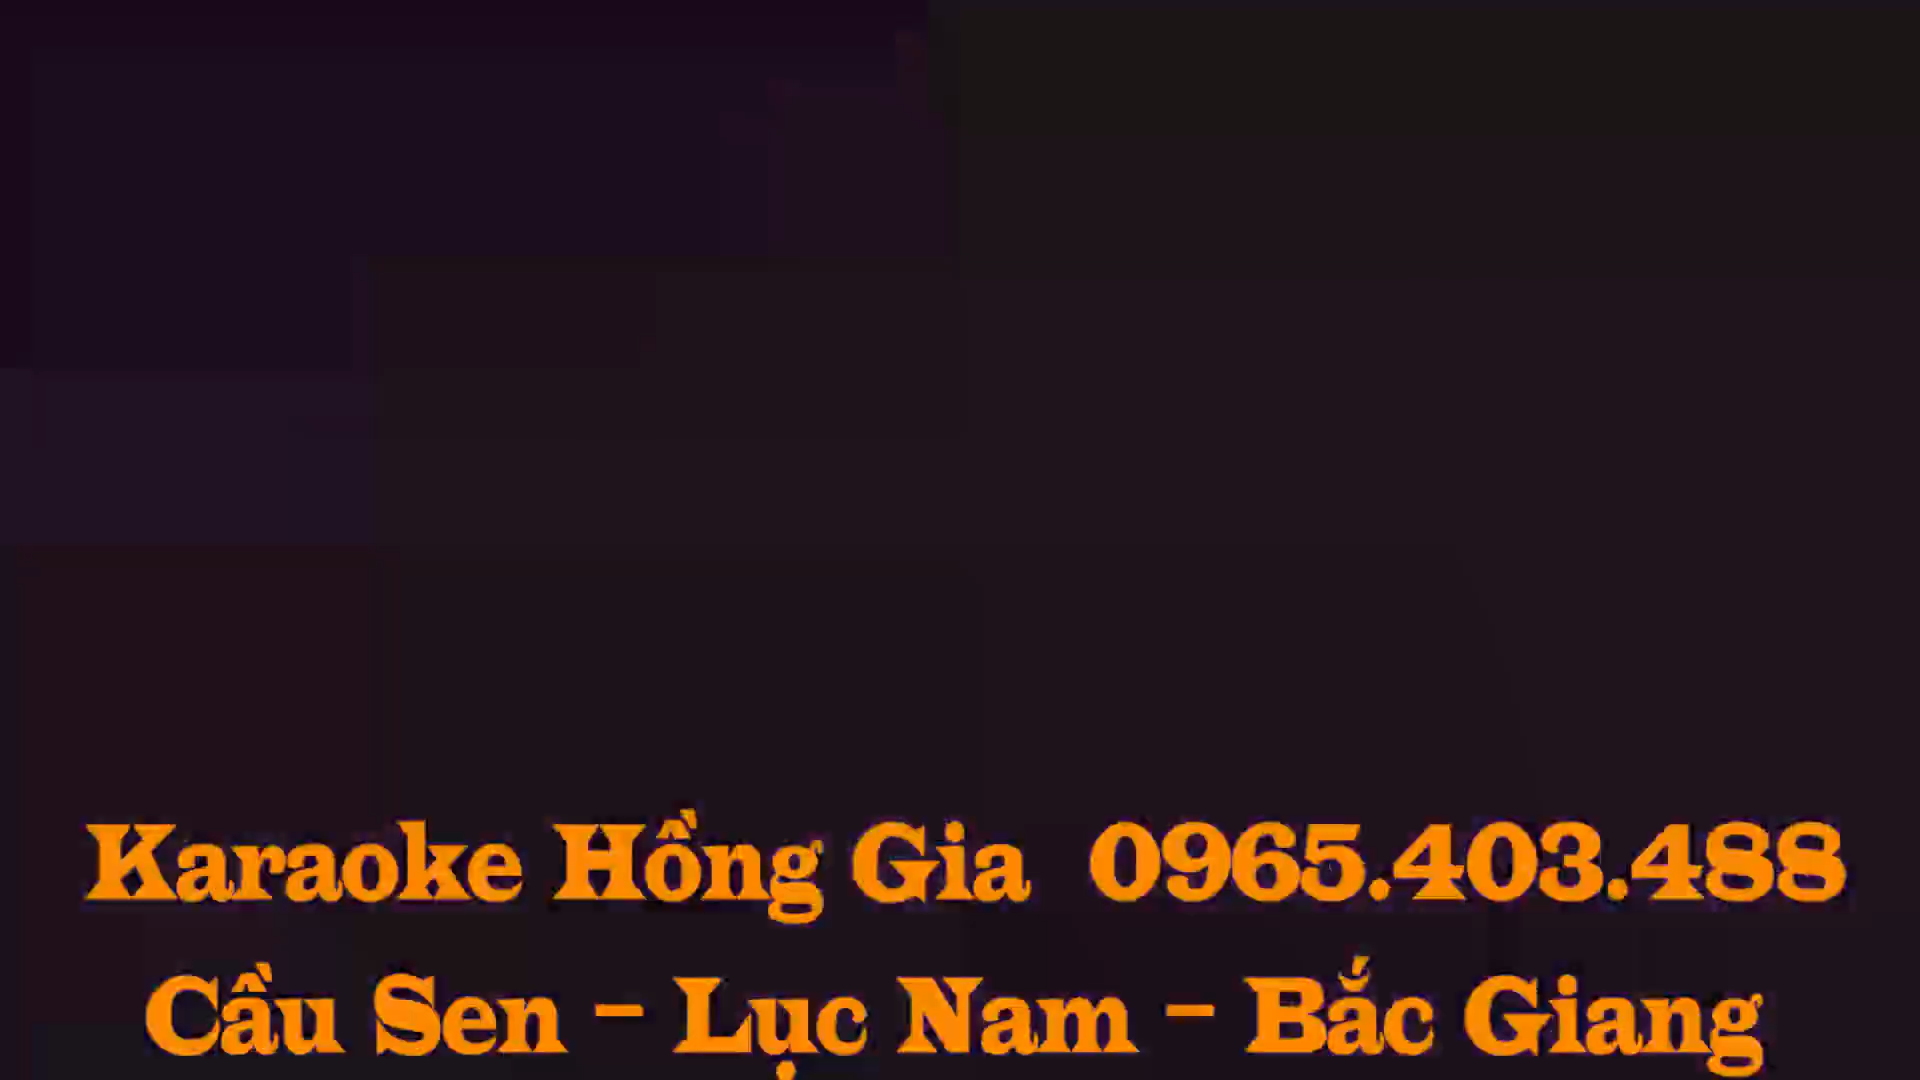 Karaoke Hồng Gia 0965.403.488
Cầu Sen - Lục Nam - Bắc Giang